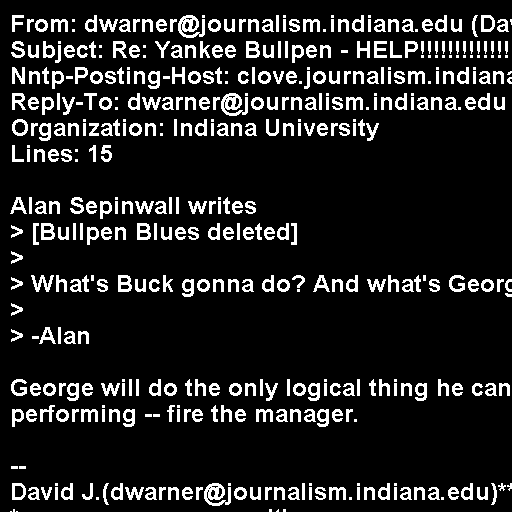 From: dwarner@journalism.indiana.edu (Dav
Subject: Re: Yankee Bullpen - HELP!!!!!!!!!!!!!
Nntp-Posting-Host: clove.journalism.indiana
Reply-To: dwarner@journalism.indiana.edu
Organization: Indiana University
Lines: 15
Alan Sepinwall writes
> [Bullpen Blues deleted]
>
> What's Buck gonna do? And what's Georg
>
> -Alan
George will do the only logical thing he can
performing -- fire the manager.
--
David J.(dwarner@journalism.indiana.edu)**